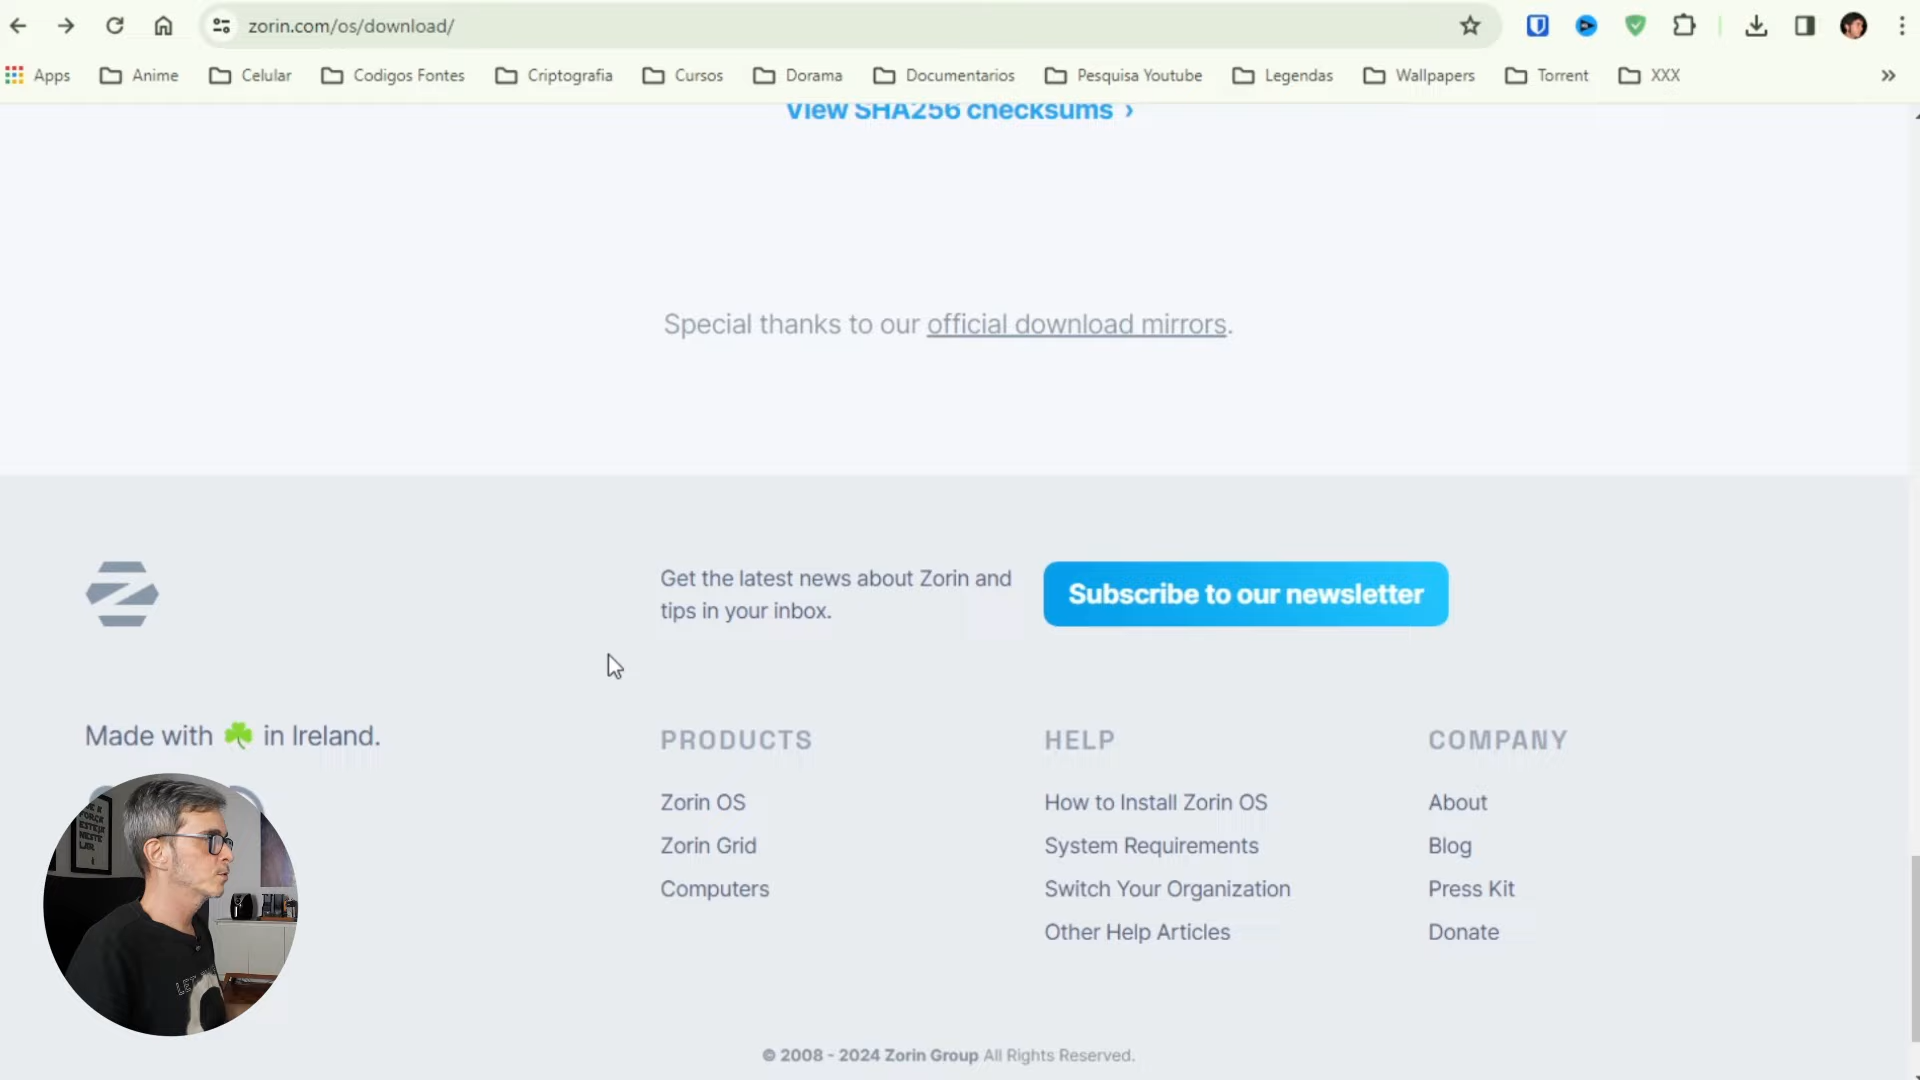 zorin.com/os/download/
Apps Anime Celular Codigos Fontes Criptografia Cursos Dorama Documentarios Pesquisa Youtube Legendas Wallpapers Torrent XXX
View SHA256 checksums ›
Special thanks to our official download mirrors.
Get the latest news about Zorin and
tips in your inbox.
Subscribe to our newsletter
Made with ☘️ in Ireland.
PRODUCTS
Zorin OS
Zorin Grid
Computers
HELP
How to Install Zorin OS
System Requirements
Switch Your Organization
Other Help Articles
COMPANY
About
Blog
Press Kit
Donate
FORÇA
ESTEJA
NESTE
LAR
© 2008 - 2024 Zorin Group All Rights Reserved.